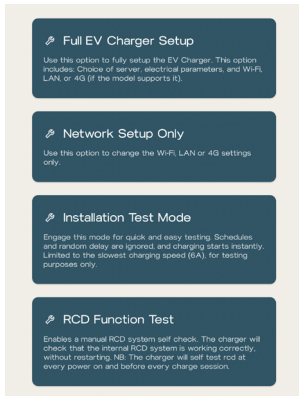 Full EV Charger Setup
Use this option to fully setup the EV Charger. This option
includes: Choice of server, electrical parameters, and Wi-Fi,
LAN, or 4G (if the model supports it).
Network Setup Only
Use this option to change the Wi-Fi, LAN or 4G settings
only.
Installation Test Mode
Engage this mode for quick and easy testing. Schedules
and random delay are ignored, and charging starts instantly.
Limited to the slowest charging speed (6A), for testing
purposes only.
RCD Function Test
Enables a manual RCD system self check. The charger will
check that the internal RCD system is working correctly,
without restarting. NB: The charger will self test rcd at
every power on and before every charge session.